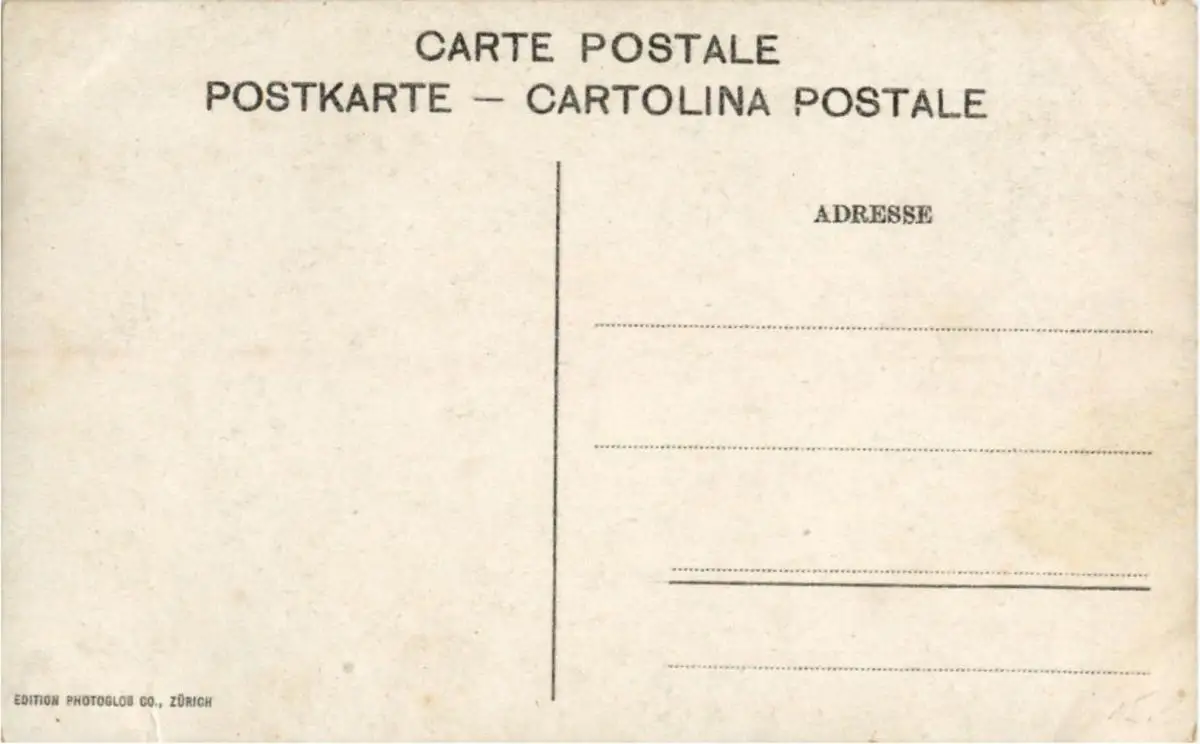 CARTE POSTALE
POSTKARTE — CARTOLINA POSTALE
ADRESSE
EDITION PHOTOGLOB CO., ZÜRICH